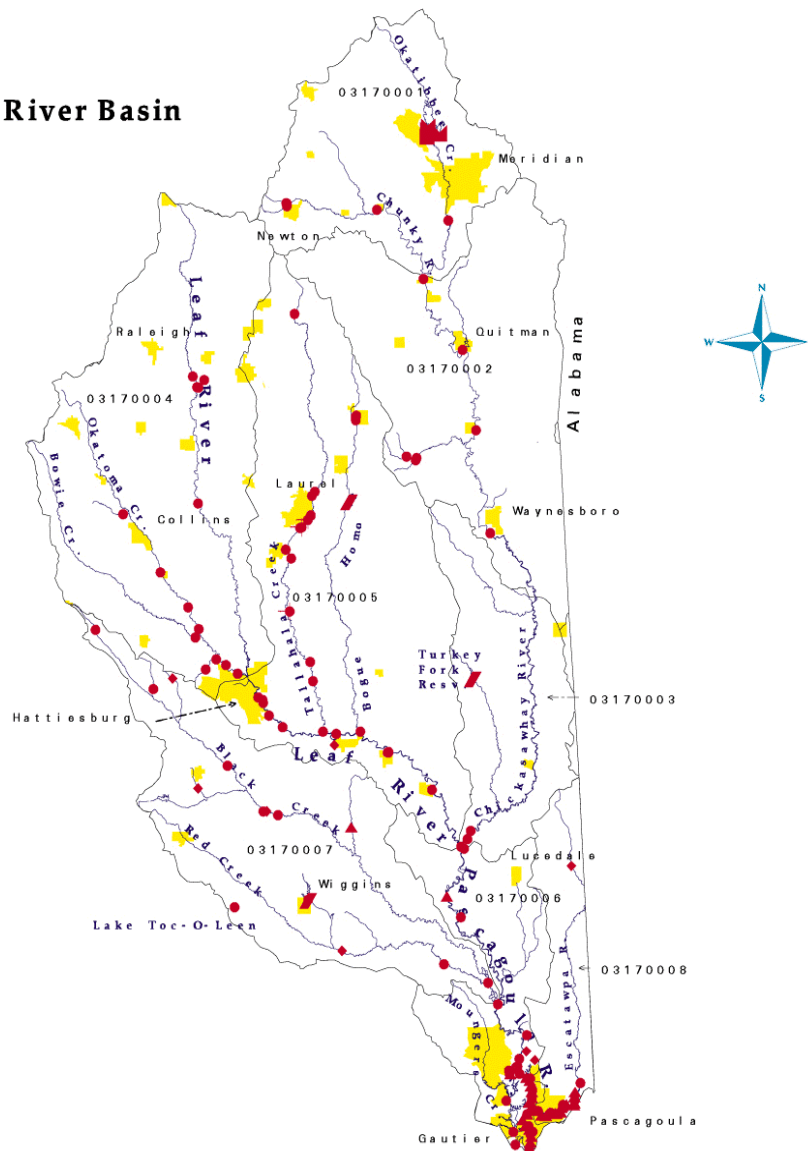 River Basin
Okatibbee Cr.
03170001
Meridian
Chunky R.
Newton
N
W
S
Leaf River
Raleigh
Quitman
03170002
Alabama
03170004
Okatoma Cr.
Bowie Cr.
Laurel
Collins
Waynesboro
Homo
Tallahala Creek
03170005
Turkey
Fork
Resv
Chickasawhay River
Bogue
03170003
Hattiesburg
Leaf River
Black Creek
Red Creek
03170007
Lucedale
Wiggins
Pascagoula R.
03170006
Lake Toc-O-Leen
Escatawpa R.
03170008
Moungers Cr.
Pascagoula
Gautier